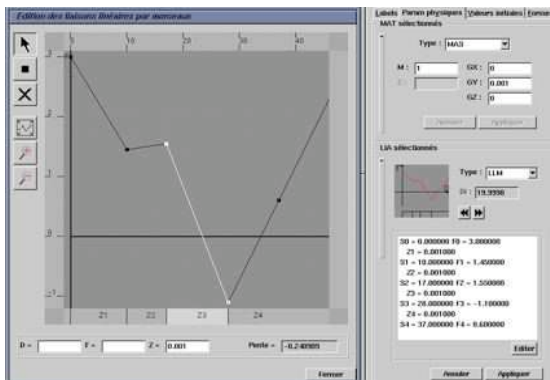 Edition des liaisons linéaires par morceaux
10
20
30
40
Z1 Z2 Z3 Z4
D = F = Z = 0.001 Pente = -0.240909
Fermer
Labels Param physiques Valeurs initiales
MAT sélectionnés
Type : MAS
M : 1 GX : 0
GY : 0.001
GZ : 0
Annuler Appliquer
LIA sélectionnés
Type : LLM
19.9996
S0 = 0.000000 F0 = 3.000000
Z1 = 0.001000
S1 = 10.000000 F1 = 1.450000
Z2 = 0.001000
S2 = 17.000000 F2 = 1.550000
Z3 = 0.001000
S3 = 28.000000 F3 = -1.100000
Z4 = 0.001000
S4 = 37.000000 F4 = 0.600000
Editer
Annuler Appliquer